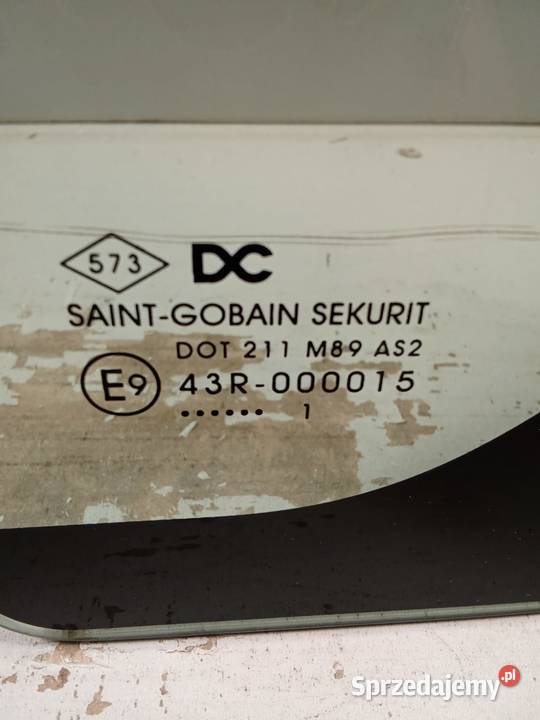 573 DC
SAINT-GOBAIN SEKURIT
DOT 211 M89 AS2
E9 43R-000015
...... 1
Sprzedajemy.pl